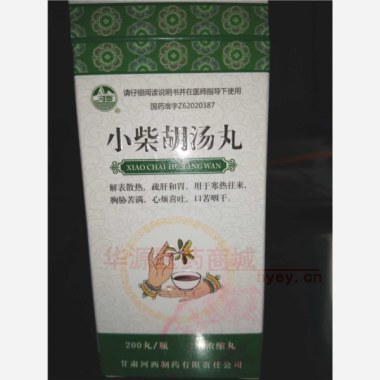 请仔细阅读说明书并在医师指导下使用
国药准字Z62020387
河西
小柴胡汤丸
XIAO CHAI HU TANG WAN
解表散热，疏肝和胃。用于寒热往来，
胸胁苦满，心烦喜吐，口苦咽干。
华源医药商城
hyey.cn
200丸/瓶 浓缩丸
甘肃河西制药有限责任公司